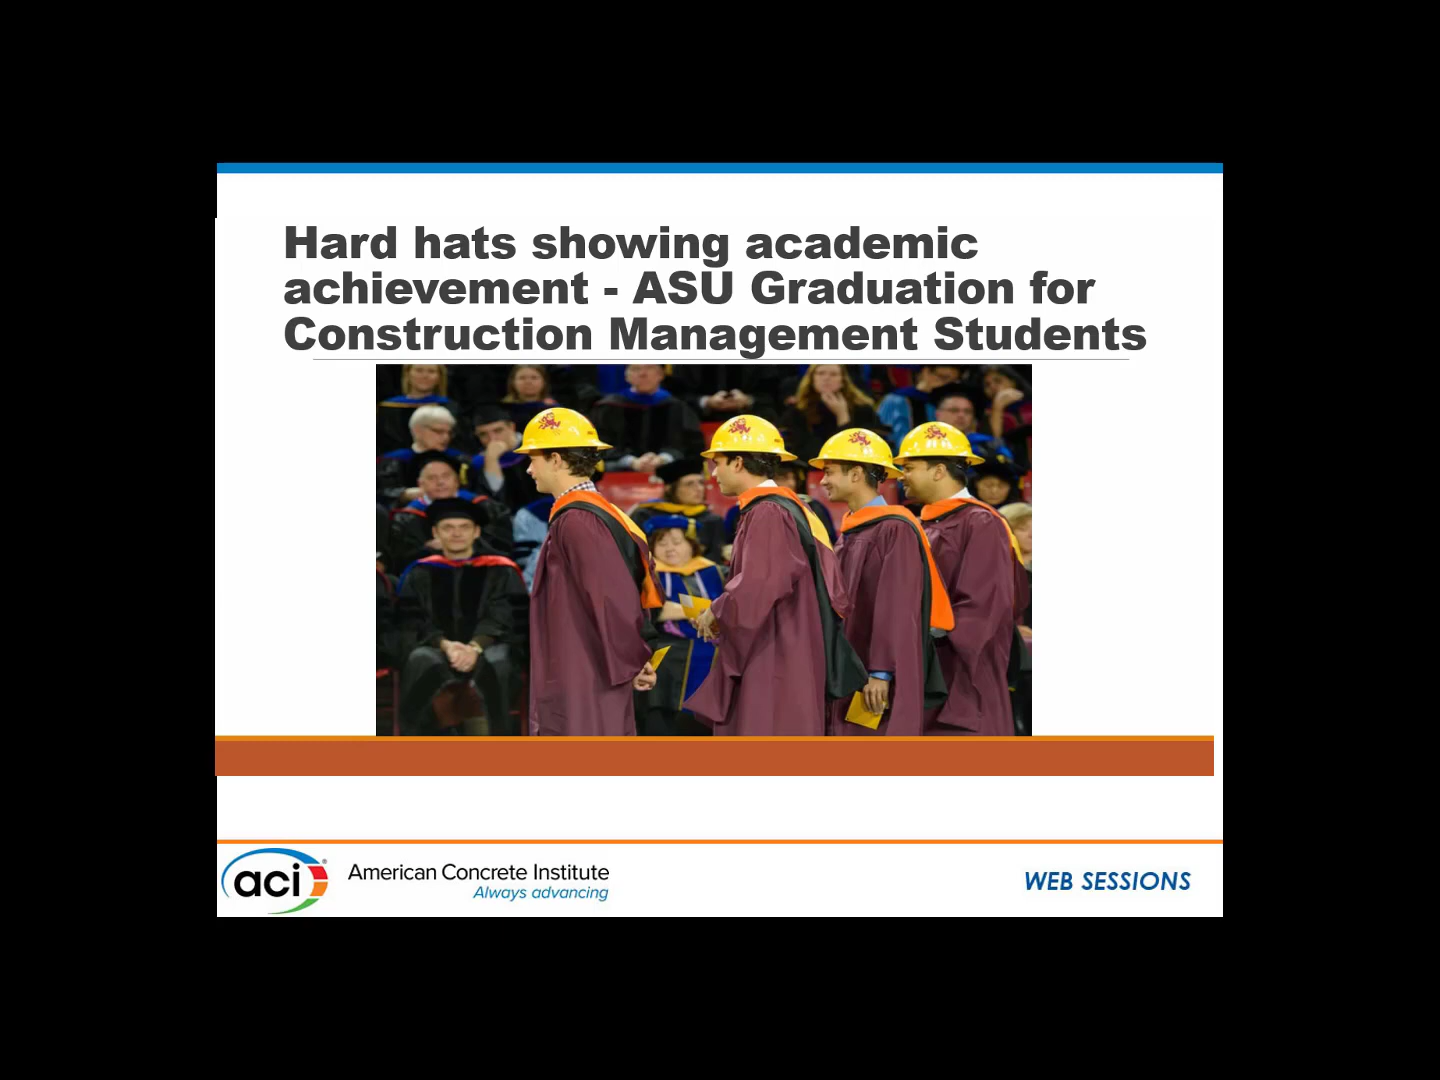 Hard hats showing academic
achievement - ASU Graduation for
Construction Management Students
aci®
American Concrete Institute
Always advancing
WEB SESSIONS